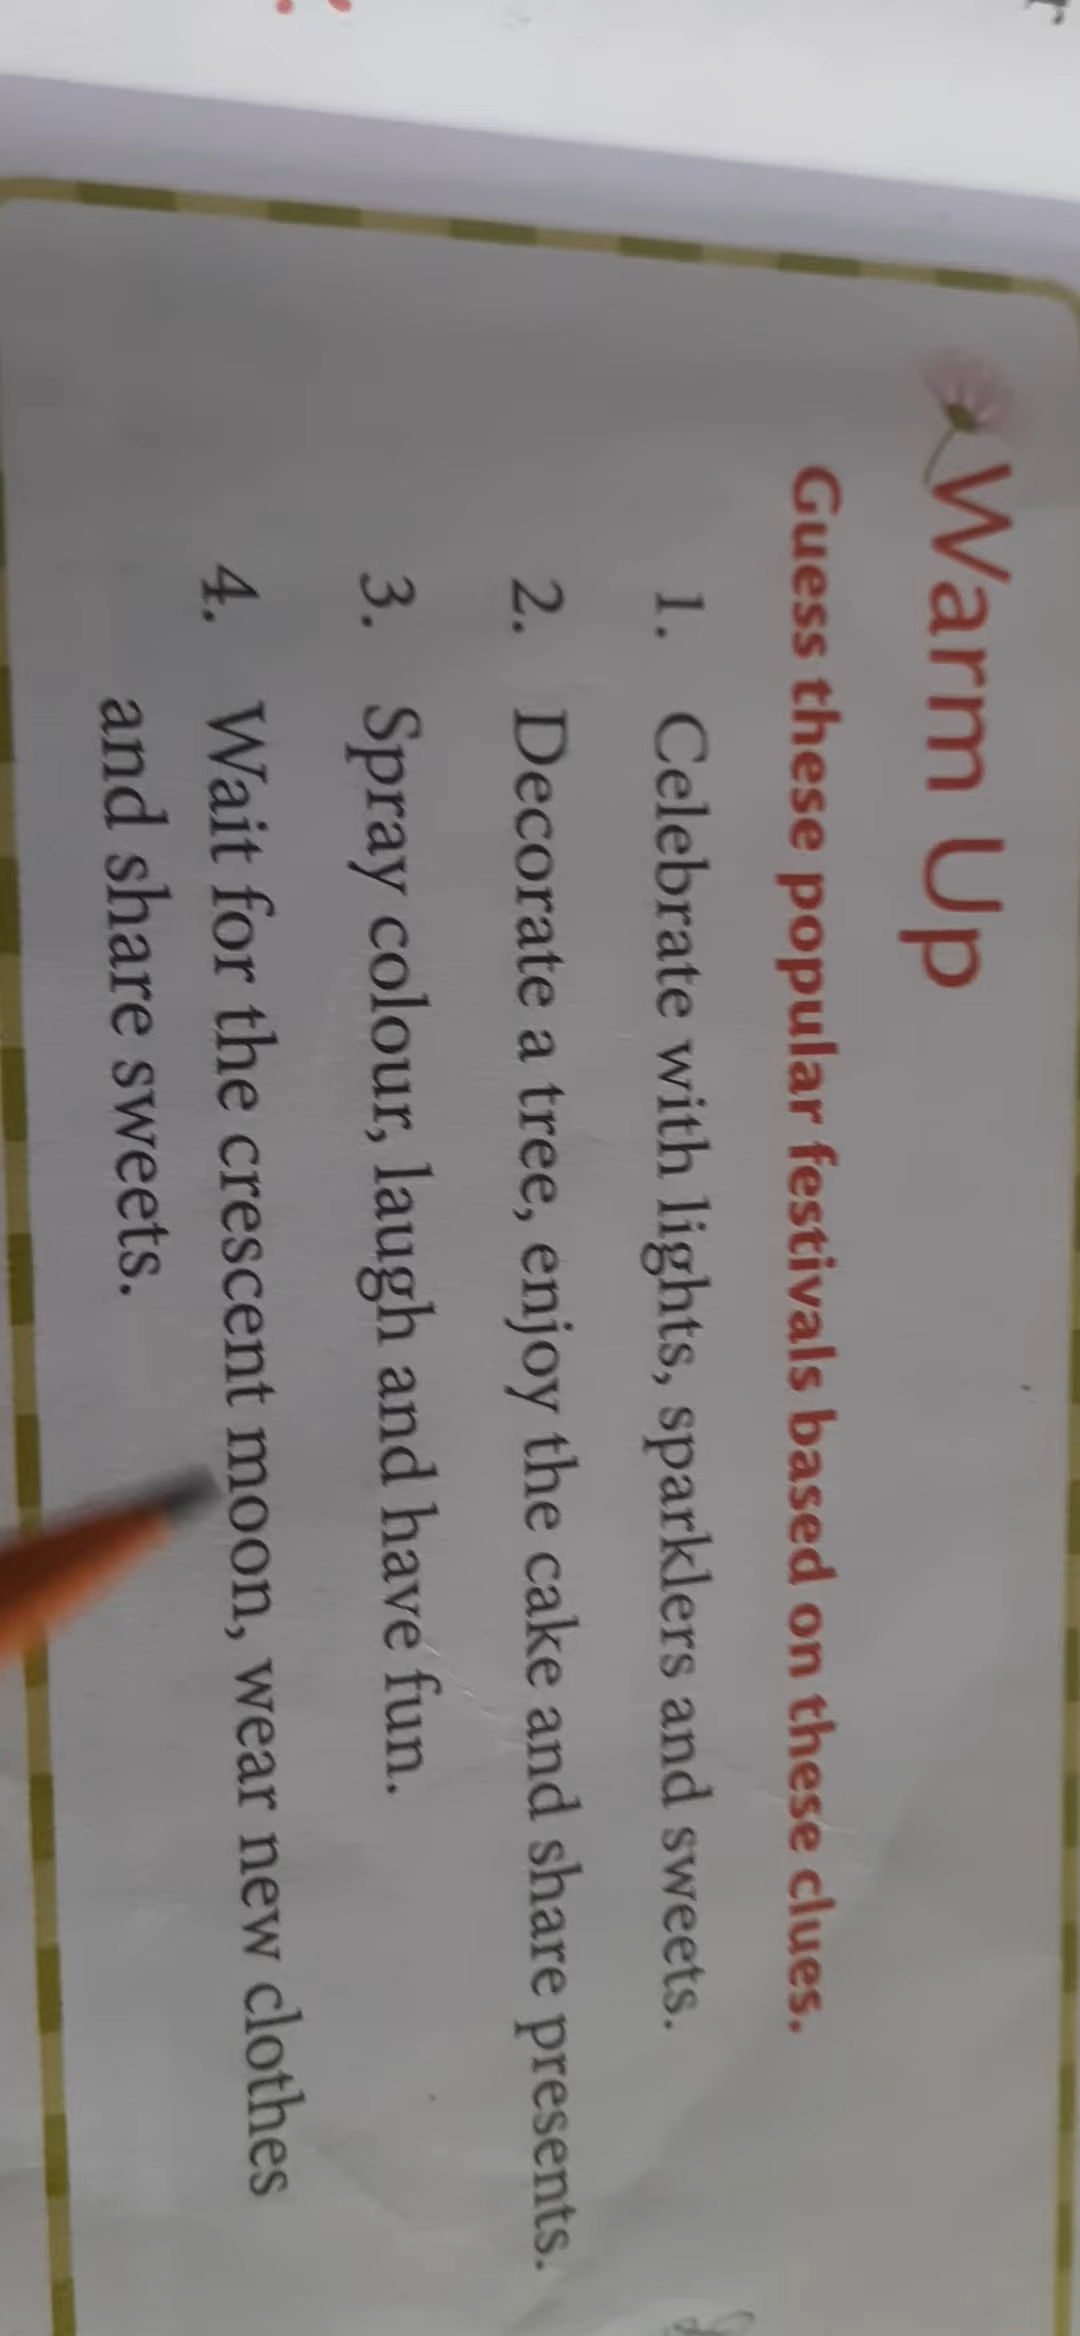 Warm Up
Guess these popular festivals based on these clues.
1. Celebrate with lights, sparklers and sweets.
2. Decorate a tree, enjoy the cake and share presents.
3. Spray colour, laugh and have fun.
4. Wait for the crescent moon, wear new clothes
and share sweets.